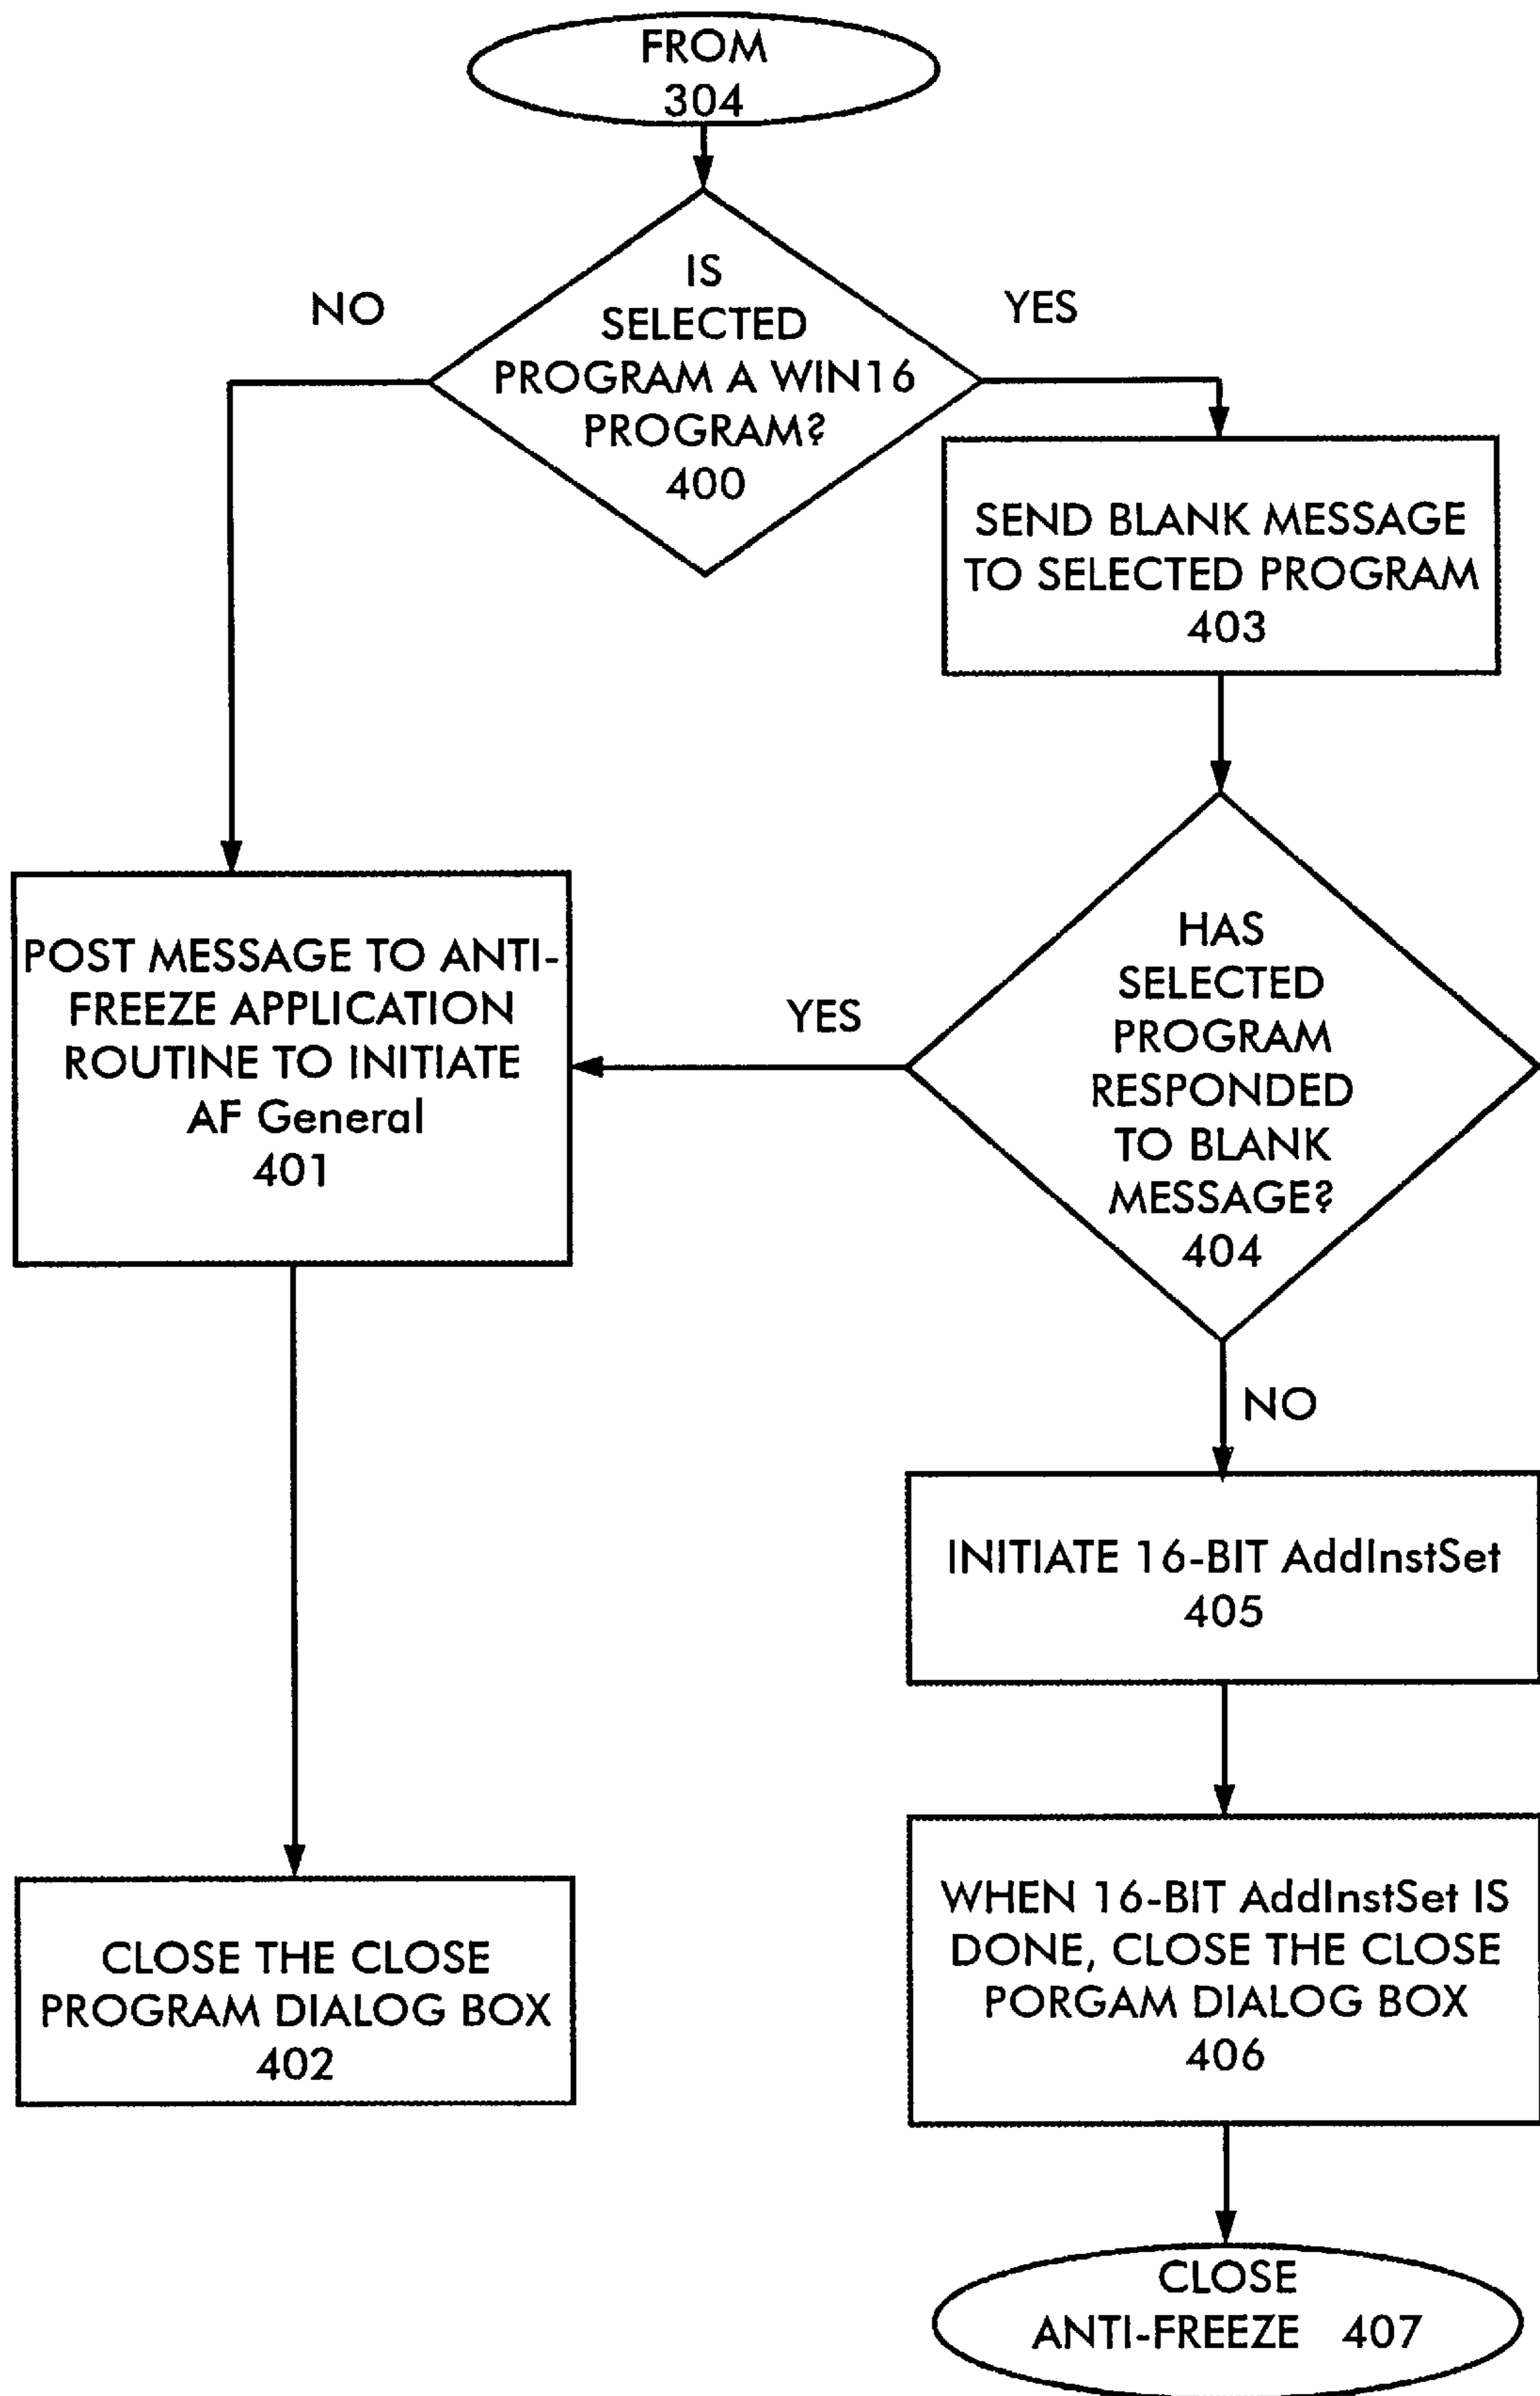 FROM
304
IS
SELECTED
PROGRAM A WIN16
PROGRAM?
400
NO
YES
SEND BLANK MESSAGE
TO SELECTED PROGRAM
403
HAS
SELECTED
PROGRAM
RESPONDED
TO BLANK
MESSAGE?
404
YES
NO
POST MESSAGE TO ANTI-
FREEZE APPLICATION
ROUTINE TO INITIATE
AF General
401
INITIATE 16-BIT AddInstSet
405
CLOSE THE CLOSE
PROGRAM DIALOG BOX
402
WHEN 16-BIT AddInstSet IS
DONE, CLOSE THE CLOSE
PORGAM DIALOG BOX
406
CLOSE
ANTI-FREEZE 407